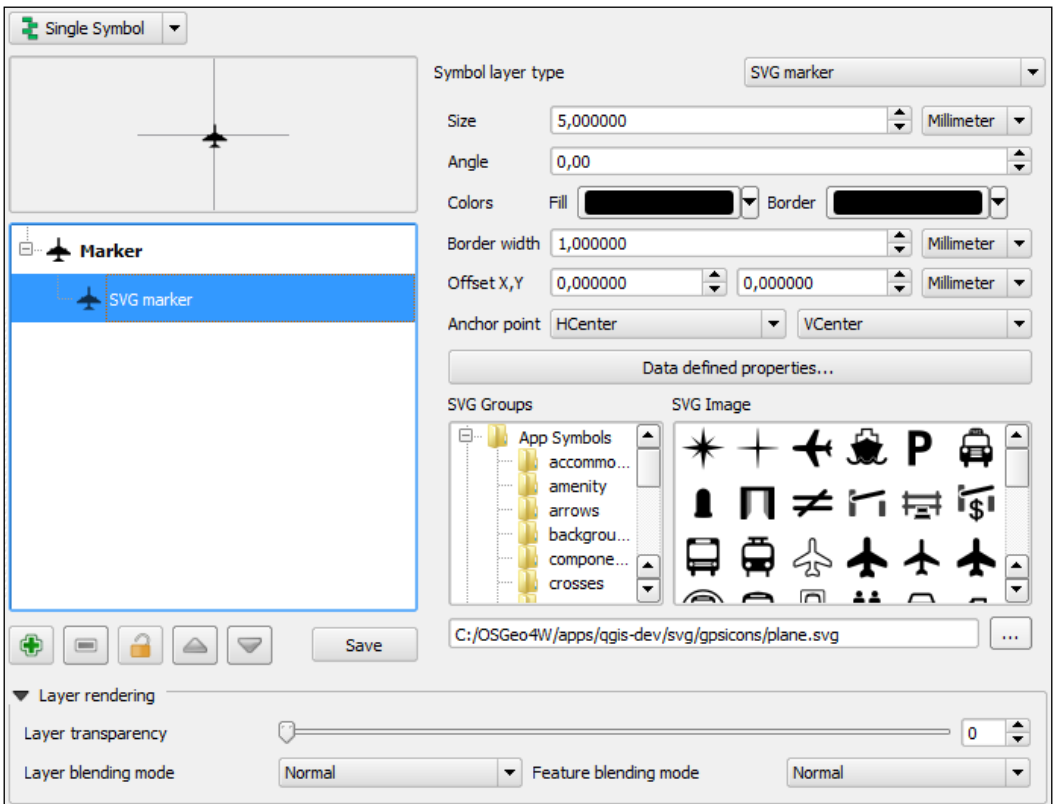 Single Symbol
Symbol layer type SVG marker
Size 5,000000 Millimeter
Angle 0,00
Colors Fill Border
Marker
SVG marker
Border width 1,000000 Millimeter
Offset X,Y 0,000000 0,000000 Millimeter
Anchor point HCenter VCenter
Data defined properties...
SVG Groups SVG Image
App Symbols
accommo...
amenity
arrows
backgrou...
compone...
crosses
P
$
C:/OSGeo4W/apps/qgis-dev/svg/gpsicons/plane.svg ...
Save
Layer rendering
Layer transparency 0
Layer blending mode Normal Feature blending mode Normal